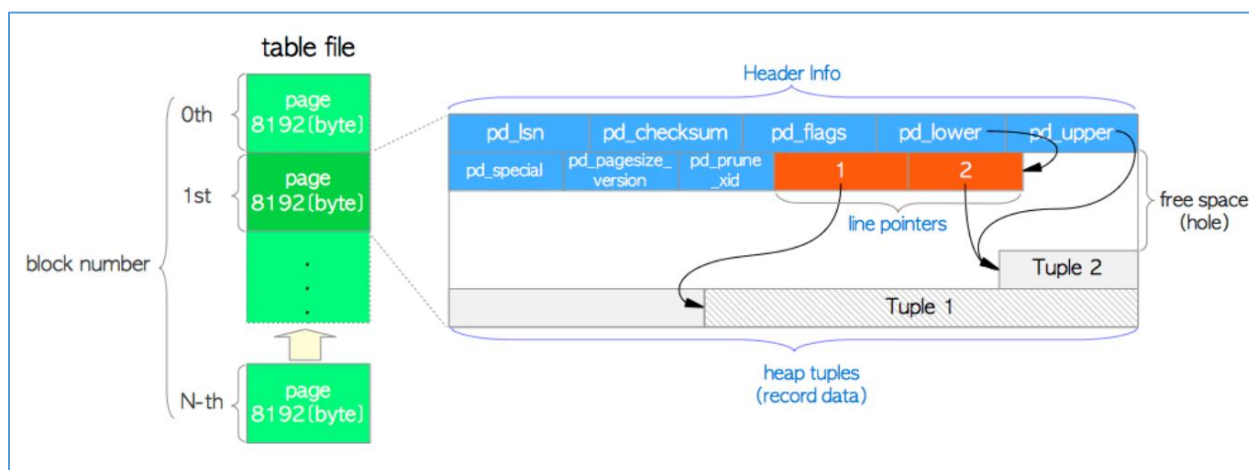 table file
Header Info
0th
page
8192(byte)
pd_lsn
pd_checksum
pd_flags
pd_lower
pd_upper
pd_special
pd_pagesize_
version
pd_prune
_xid
1
2
1st
page
8192(byte)
line pointers
free space
(hole)
block number
Tuple 2
Tuple 1
heap tuples
(record data)
N-th
page
8192(byte)